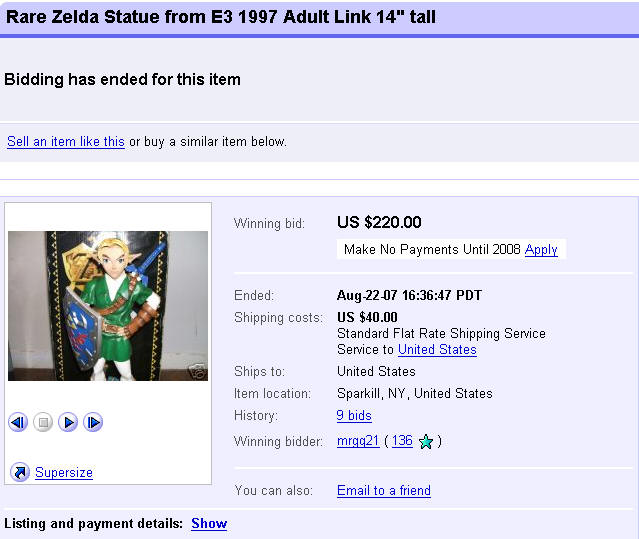 Rare Zelda Statue from E3 1997 Adult Link 14" tall
Bidding has ended for this item
Sell an item like this or buy a similar item below.
Winning bid: US $220.00
Make No Payments Until 2008 Apply
Ended: Aug-22-07 16:36:47 PDT
Shipping costs: US $40.00
Standard Flat Rate Shipping Service
Service to United States
Ships to: United States
Item location: Sparkill, NY, United States
History: 9 bids
Winning bidder: mrgq21 ( 136 )
Supersize
You can also: Email to a friend
Listing and payment details: Show